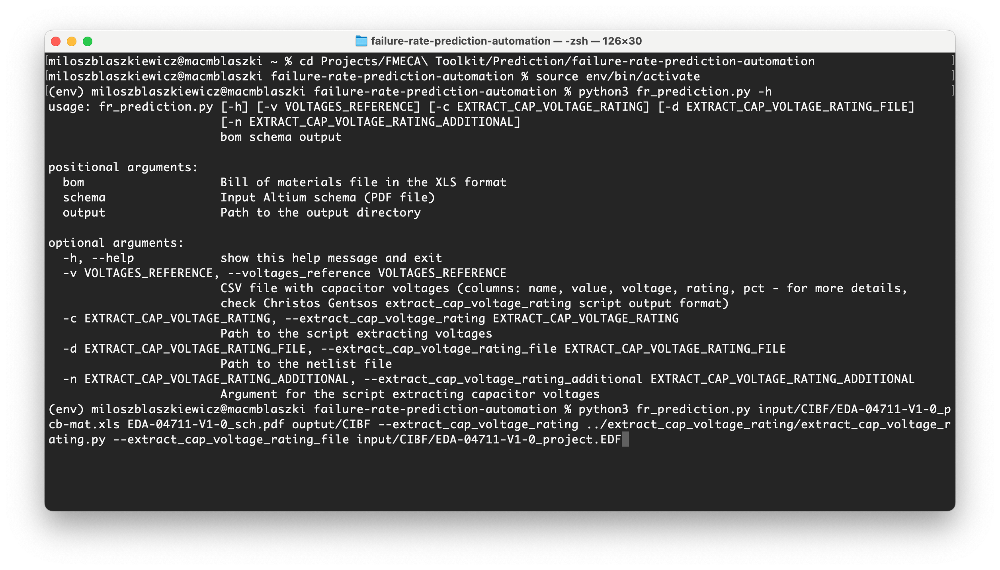 failure-rate-prediction-automation — -zsh — 126×30
miloszblaszkiewicz@macmblaszki ~ % cd Projects/FMECA\ Toolkit/Prediction/failure-rate-prediction-automation
miloszblaszkiewicz@macmblaszki failure-rate-prediction-automation % source env/bin/activate
(env) miloszblaszkiewicz@macmblaszki failure-rate-prediction-automation % python3 fr_prediction.py -h
usage: fr_prediction.py [-h] [-v VOLTAGES_REFERENCE] [-c EXTRACT_CAP_VOLTAGE_RATING] [-d EXTRACT_CAP_VOLTAGE_RATING_FILE]
[-n EXTRACT_CAP_VOLTAGE_RATING_ADDITIONAL]
bom schema output
positional arguments:
bom Bill of materials file in the XLS format
schema Input Altium schema (PDF file)
output Path to the output directory
optional arguments:
-h, --help show this help message and exit
-v VOLTAGES_REFERENCE, --voltages_reference VOLTAGES_REFERENCE
CSV file with capacitor voltages (columns: name, value, voltage, rating, pct - for more details,
check Christos Gentsos extract_cap_voltage_rating script output format)
-c EXTRACT_CAP_VOLTAGE_RATING, --extract_cap_voltage_rating EXTRACT_CAP_VOLTAGE_RATING
Path to the script extracting voltages
-d EXTRACT_CAP_VOLTAGE_RATING_FILE, --extract_cap_voltage_rating_file EXTRACT_CAP_VOLTAGE_RATING_FILE
Path to the netlist file
-n EXTRACT_CAP_VOLTAGE_RATING_ADDITIONAL, --extract_cap_voltage_rating_additional EXTRACT_CAP_VOLTAGE_RATING_ADDITIONAL
Argument for the script extracting capacitor voltages
(env) miloszblaszkiewicz@macmblaszki failure-rate-prediction-automation % python3 fr_prediction.py input/CIBF/EDA-04711-V1-0_p
cb-mat.xls EDA-04711-V1-0_sch.pdf ouptut/CIBF --extract_cap_voltage_rating ../extract_cap_voltage_rating/extract_cap_voltage_r
ating.py --extract_cap_voltage_rating_file input/CIBF/EDA-04711-V1-0_project.EDF